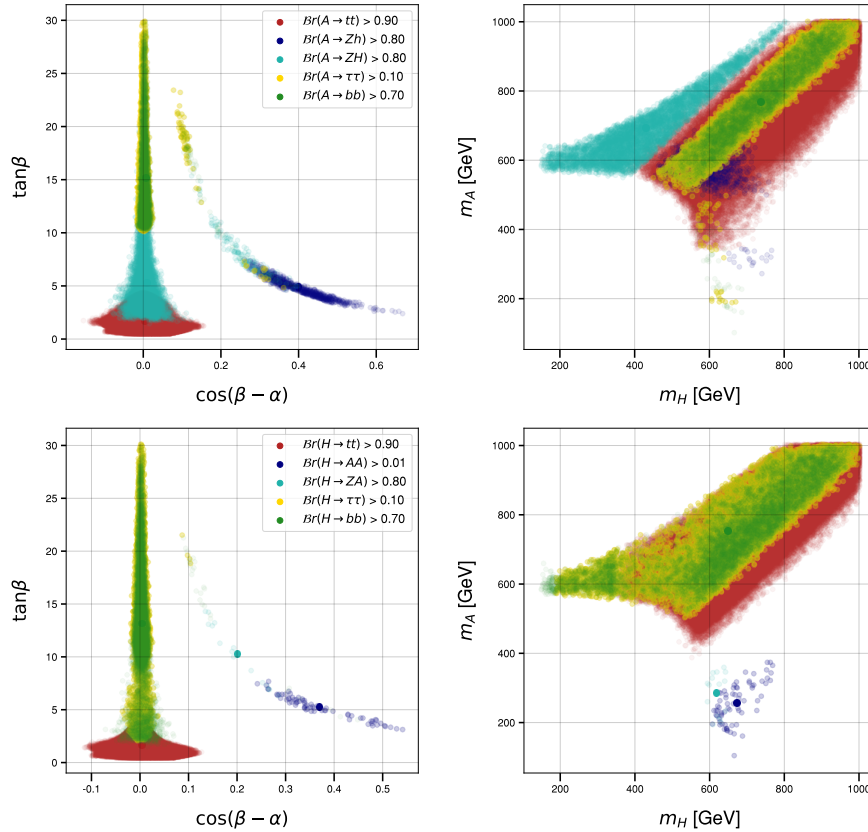 30
25
20
15
10
5
0
tanβ
0.0
0.2
0.4
0.6
cos(β − α)
Br(A → tt) > 0.90
Br(A → Zh) > 0.80
Br(A → ZH) > 0.80
Br(A → ττ) > 0.10
Br(A → bb) > 0.70
1000
800
600
400
200
m_A [GeV]
200
400
600
800
1000
m_H [GeV]
30
25
20
15
10
5
0
tanβ
-0.1
0.0
0.1
0.2
0.3
0.4
0.5
cos(β − α)
Br(H → tt) > 0.90
Br(H → AA) > 0.01
Br(H → ZA) > 0.80
Br(H → ττ) > 0.10
Br(H → bb) > 0.70
1000
800
600
400
200
m_A [GeV]
200
400
600
800
1000
m_H [GeV]